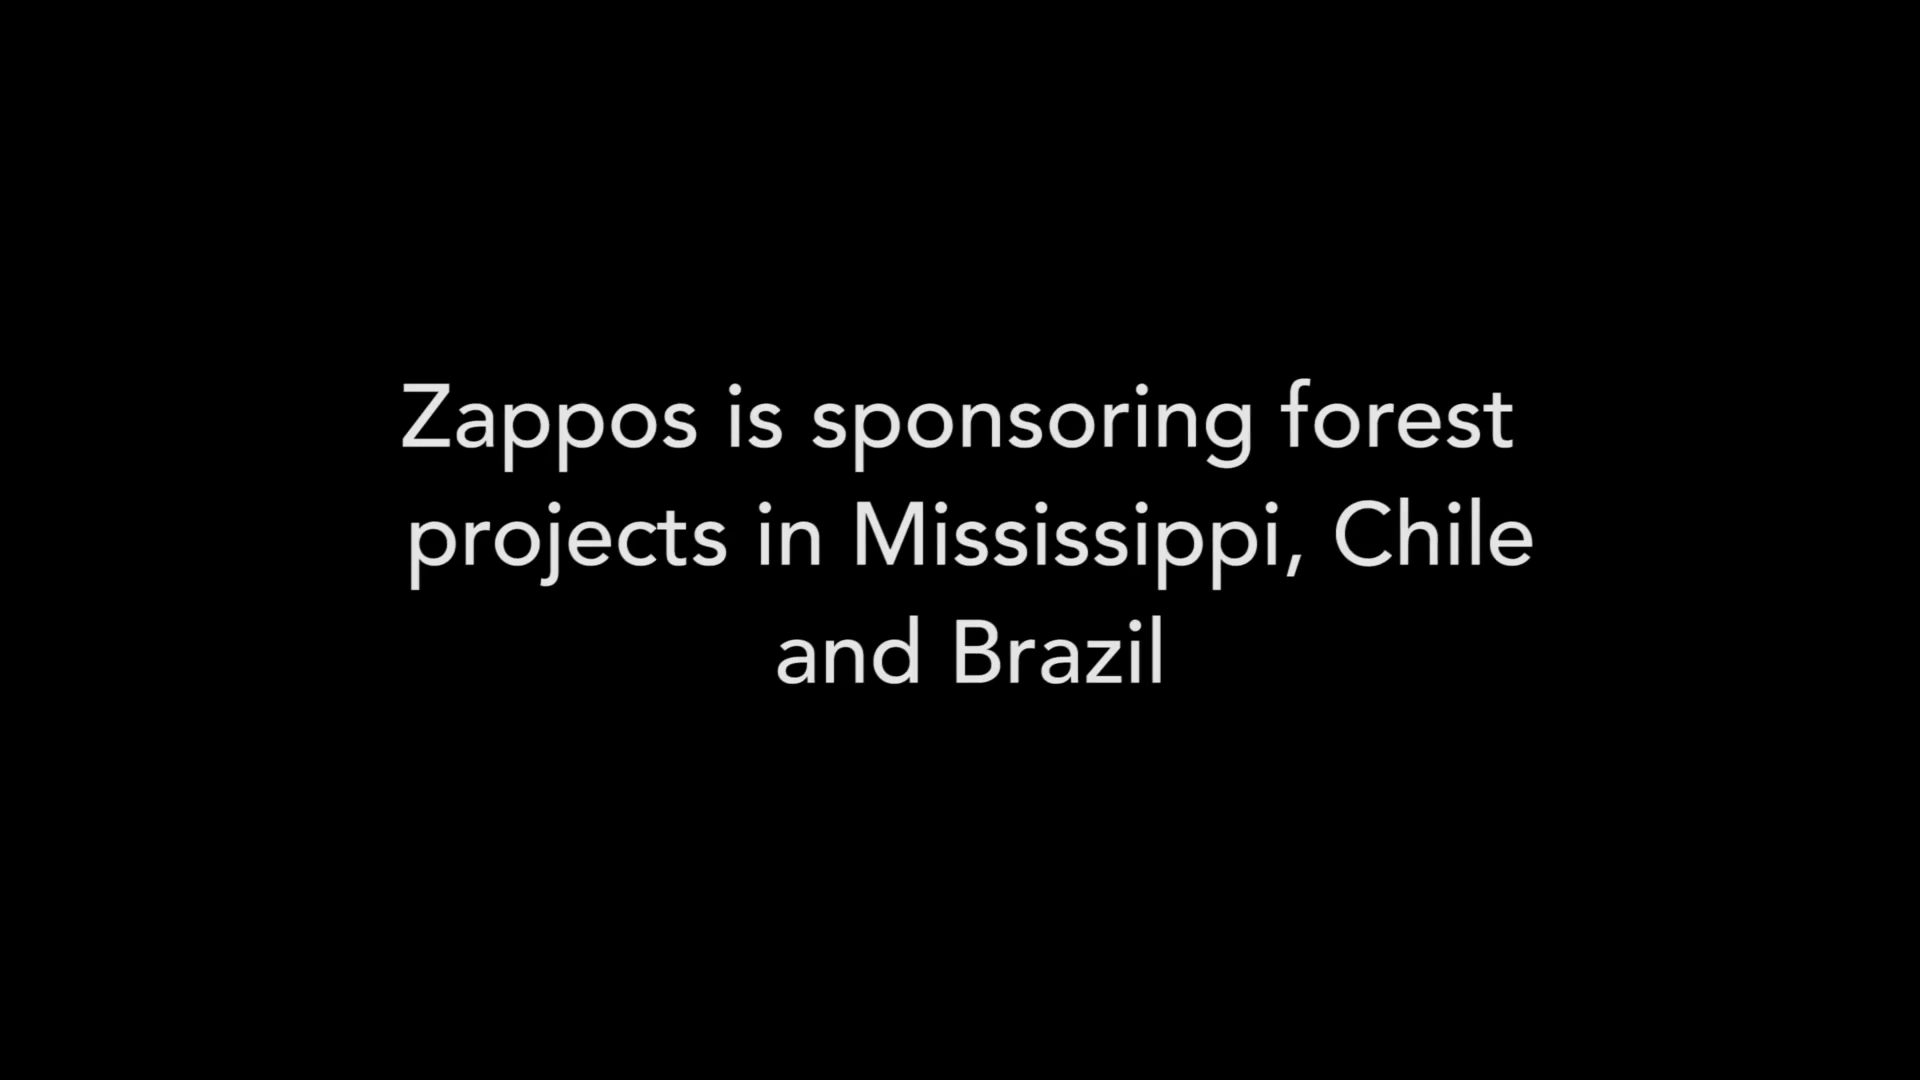 Zappos is sponsoring forest
projects in Mississippi, Chile
and Brazil